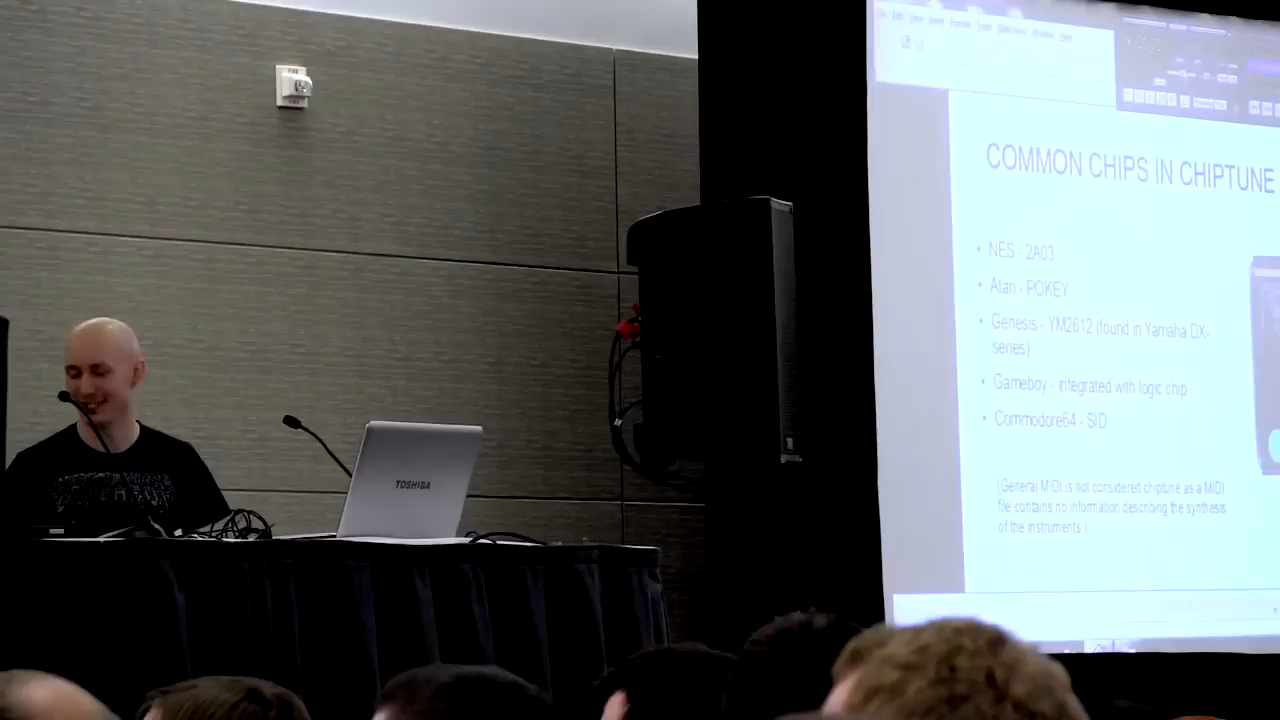 COMMON CHIPS IN CHIPTUNE
• NES - 2A03
• Atari - POKEY
• Genesis - YM2612 (found in Yamaha DX-
series)
• Gameboy - integrated with logic chip
• Commodore64 - SID
(General MIDI is not considered chiptune as a MIDI
file contains no information describing the synthesis
of the instruments.)
TOSHIBA